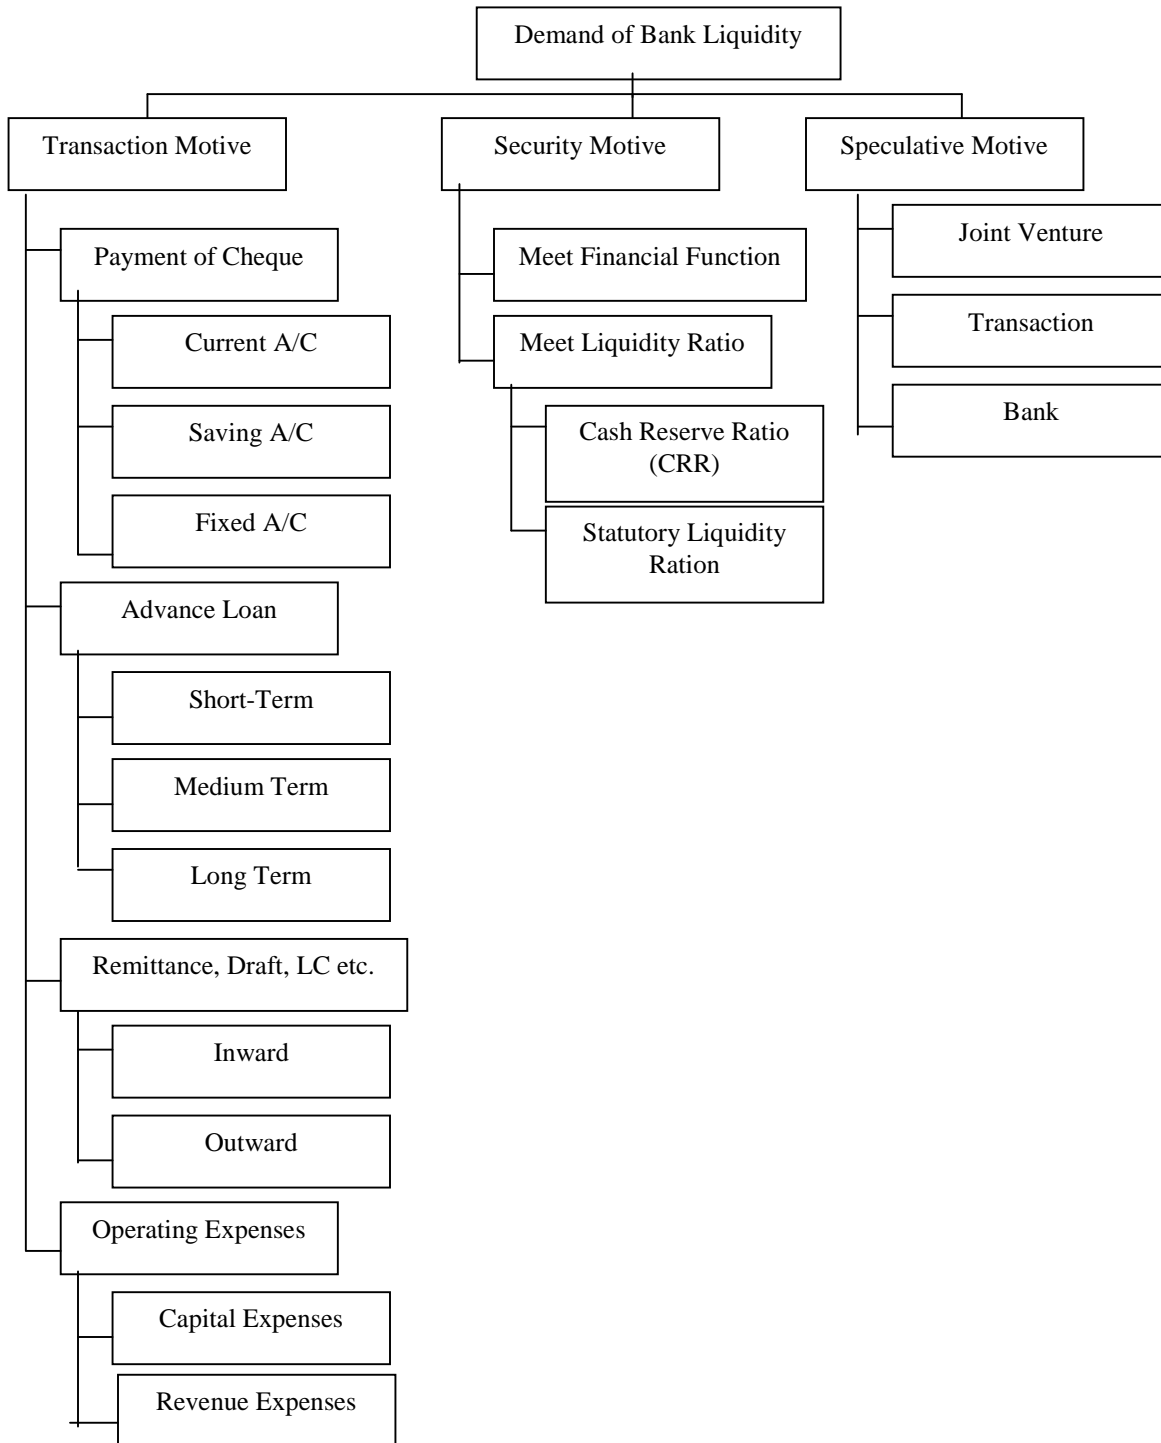 Demand of Bank Liquidity
Transaction Motive
Security Motive
Speculative Motive
Payment of Cheque
Current A/C
Saving A/C
Fixed A/C
Advance Loan
Short-Term
Medium Term
Long Term
Remittance, Draft, LC etc.
Inward
Outward
Operating Expenses
Capital Expenses
Revenue Expenses
Meet Financial Function
Meet Liquidity Ratio
Cash Reserve Ratio
(CRR)
Statutory Liquidity
Ration
Joint Venture
Transaction
Bank